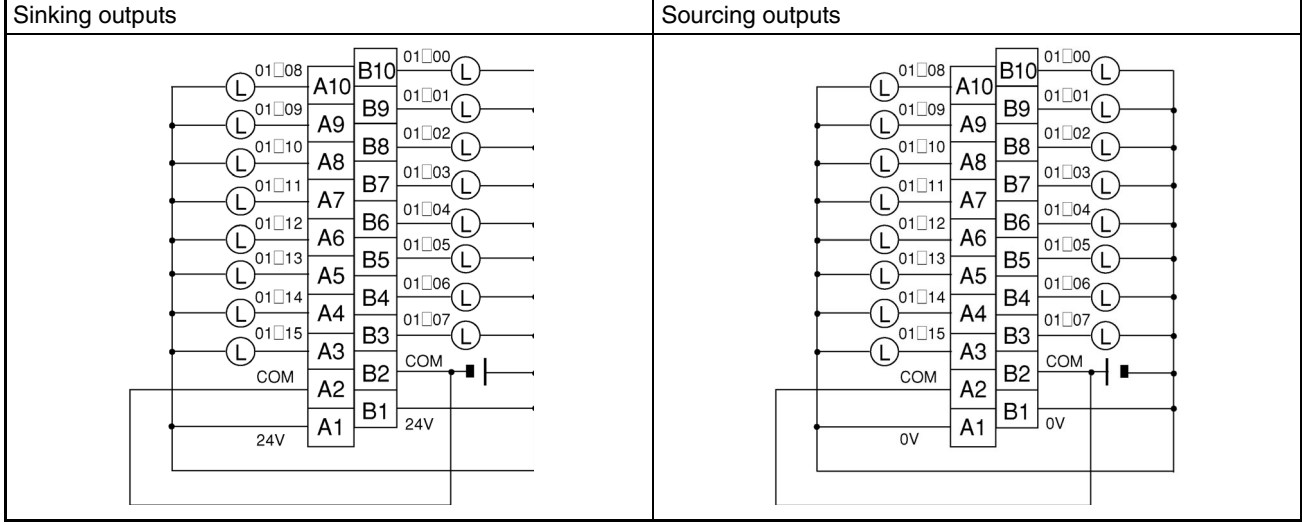 Sinking outputs
01□00
B10
L
01□08
L
A10
01□01
B9
L
01□09
L
A9
01□02
B8
L
01□10
L
A8
01□03
B7
L
01□11
L
A7
01□04
B6
L
01□12
L
A6
01□05
B5
L
01□13
L
A5
01□06
B4
L
01□14
L
A4
01□07
B3
L
01□15
L
A3
COM
B2
COM
A2
B1
24V
A1
24V
Sourcing outputs
01□00
B10
L
01□08
L
A10
01□01
B9
L
01□09
L
A9
01□02
B8
L
01□10
L
A8
01□03
B7
L
01□11
L
A7
01□04
B6
L
01□12
L
A6
01□05
B5
L
01□13
L
A5
01□06
B4
L
01□14
L
A4
01□07
B3
L
01□15
L
A3
COM
B2
COM
A2
B1
0V
A1
0V